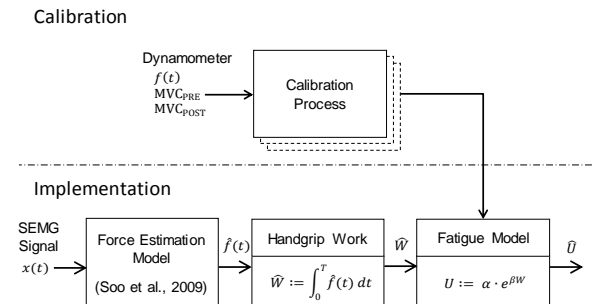 Calibration
Dynamometer
f(t)
MVC_PRE
MVC_POST
Calibration
Process
Implementation
SEMG
Signal
x(t)
Force Estimation
Model
(Soo et al., 2009)
f̂(t)
Handgrip Work
Ŵ := ∫₀ᵀ f̂(t) dt
Ŵ
Fatigue Model
U := α · e^{βW}
Û